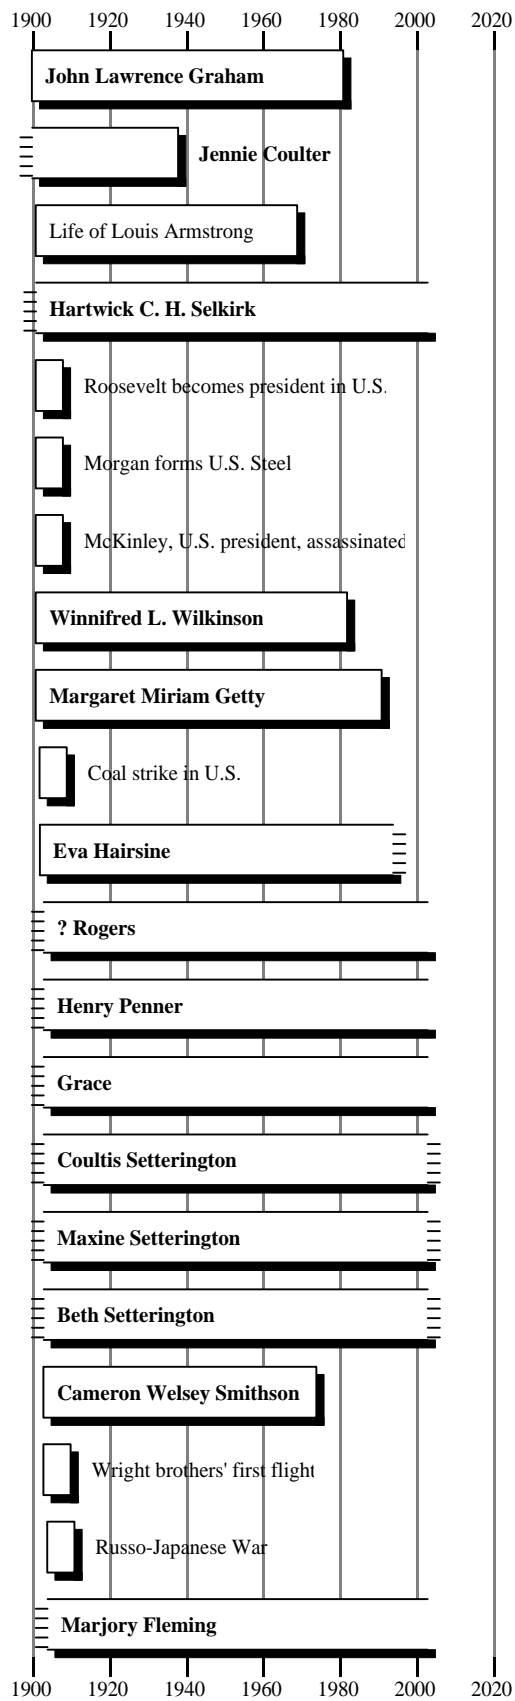 1900 1920 1940 1960 1980 2000 2020
John Lawrence Graham
Jennie Coulter
Life of Louis Armstrong
Hartwick C. H. Selkirk
Roosevelt becomes president in U.S.
Morgan forms U.S. Steel
McKinley, U.S. president, assassinated
Winnifred L. Wilkinson
Margaret Miriam Getty
Coal strike in U.S.
Eva Hairsine
? Rogers
Henry Penner
Grace
Coultis Setterington
Maxine Setterington
Beth Setterington
Cameron Welsey Smithson
Wright brothers' first flight
Russo-Japanese War
Marjory Fleming
1900 1920 1940 1960 1980 2000 2020